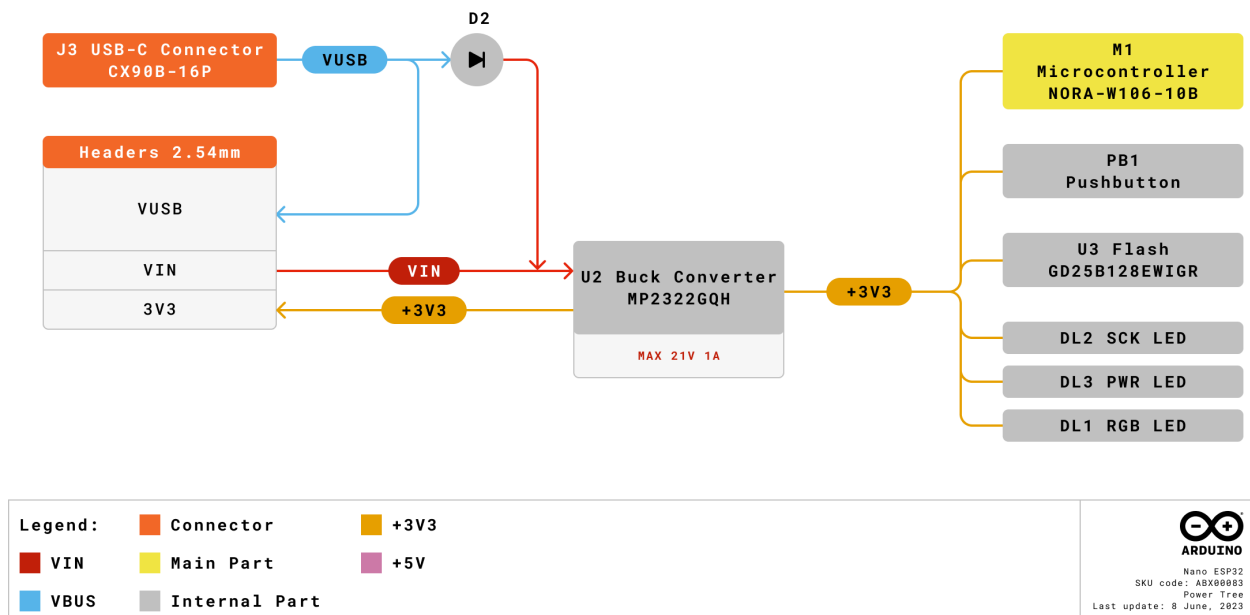 D2
J3 USB-C Connector
CX90B-16P
VUSB
Headers 2.54mm
VUSB
VIN
3V3
VIN
+3V3
U2 Buck Converter
MP2322GQH
MAX 21V 1A
+3V3
M1
Microcontroller
NORA-W106-10B
PB1
Pushbutton
U3 Flash
GD25B128EWIGR
DL2 SCK LED
DL3 PWR LED
DL1 RGB LED
Legend:
Connector
+3V3
VIN
Main Part
+5V
VBUS
Internal Part
ARDUINO
Nano ESP32
SKU code: ABX00083
Power Tree
Last update: 8 June, 2023